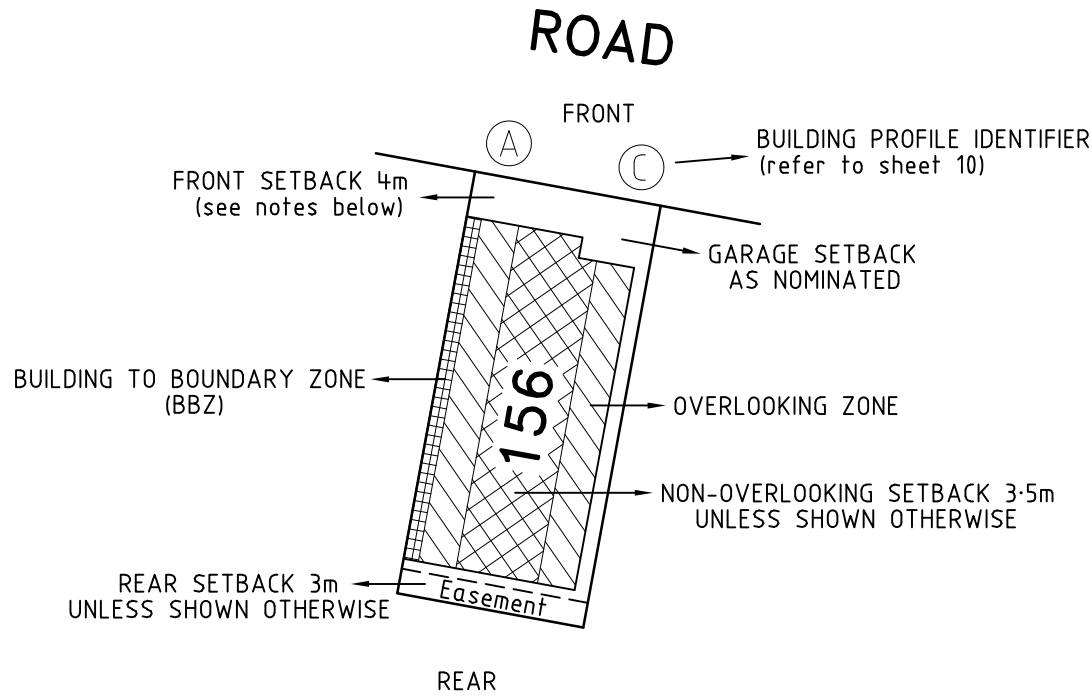 ROAD
FRONT
A
C
BUILDING PROFILE IDENTIFIER
(refer to sheet 10)
FRONT SETBACK 4m
(see notes below)
GARAGE SETBACK
AS NOMINATED
BUILDING TO BOUNDARY ZONE
(BBZ)
156
OVERLOOKING ZONE
NON-OVERLOOKING SETBACK 3·5m
UNLESS SHOWN OTHERWISE
REAR SETBACK 3m
UNLESS SHOWN OTHERWISE
Easement
REAR